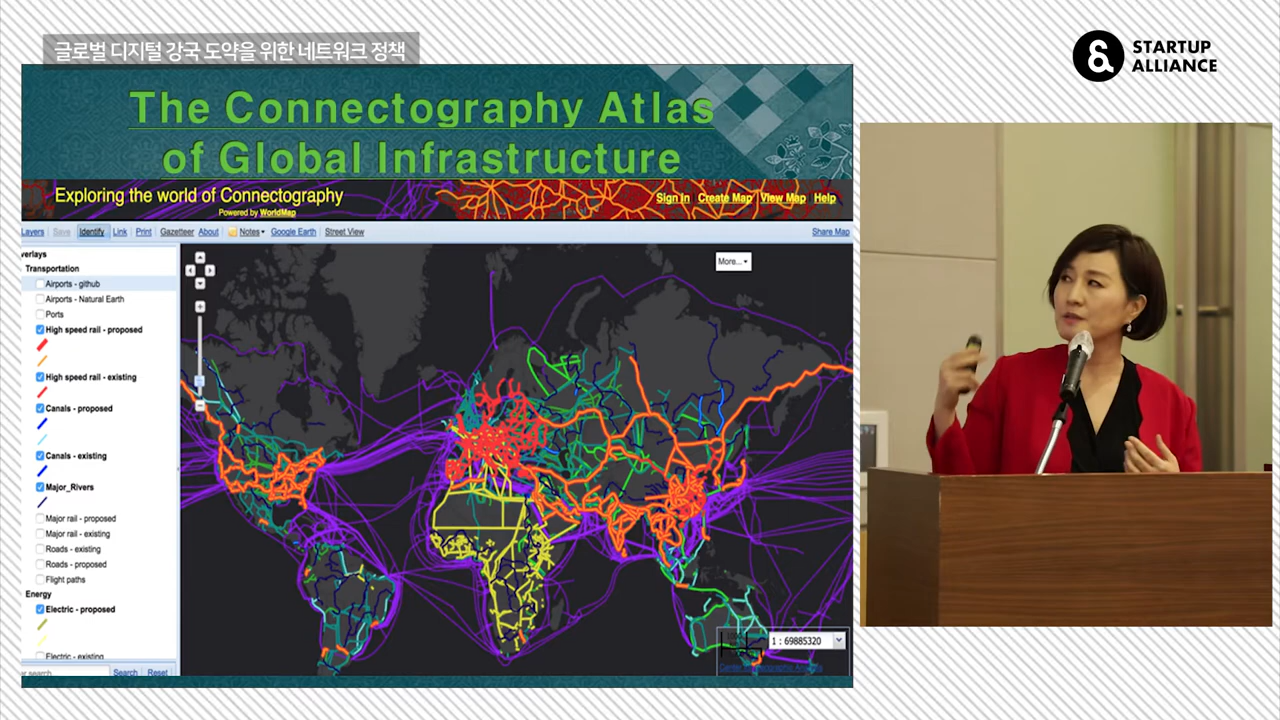 글로벌 디지털 강국 도약을 위한 네트워크 정책
STARTUP
ALLIANCE
The Connectography Atlas
of Global Infrastructure
Exploring the world of Connectography
Powered by WorldMap
Sign In Create Map View Map Help
Layers Save Identify Link Print Gazetteer About Notes Google Earth Street View Share Map
verlays
Transportation
More...
Airports - github
Airports - Natural Earth
Ports
High speed rail - proposed
High speed rail - existing
Canals - proposed
Canals - existing
Major_Rivers
Major rail - proposed
Major rail - existing
Roads - existing
Roads - proposed
Flight paths
Energy
Electric - proposed
1 : 69885320
Electric - existing
er search Search Reset